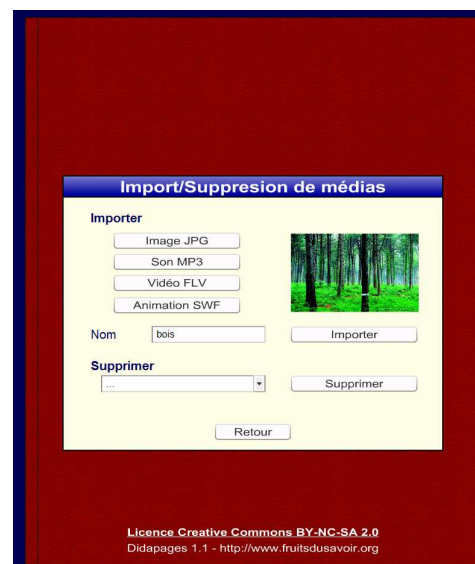 Import/Suppresion de médias
Importer
Image JPG
Son MP3
Vidéo FLV
Animation SWF
Nom bois Importer
Supprimer
... Supprimer
Retour
Licence Creative Commons BY-NC-SA 2.0
Didapages 1.1 - http://www.fruitsdusavoir.org